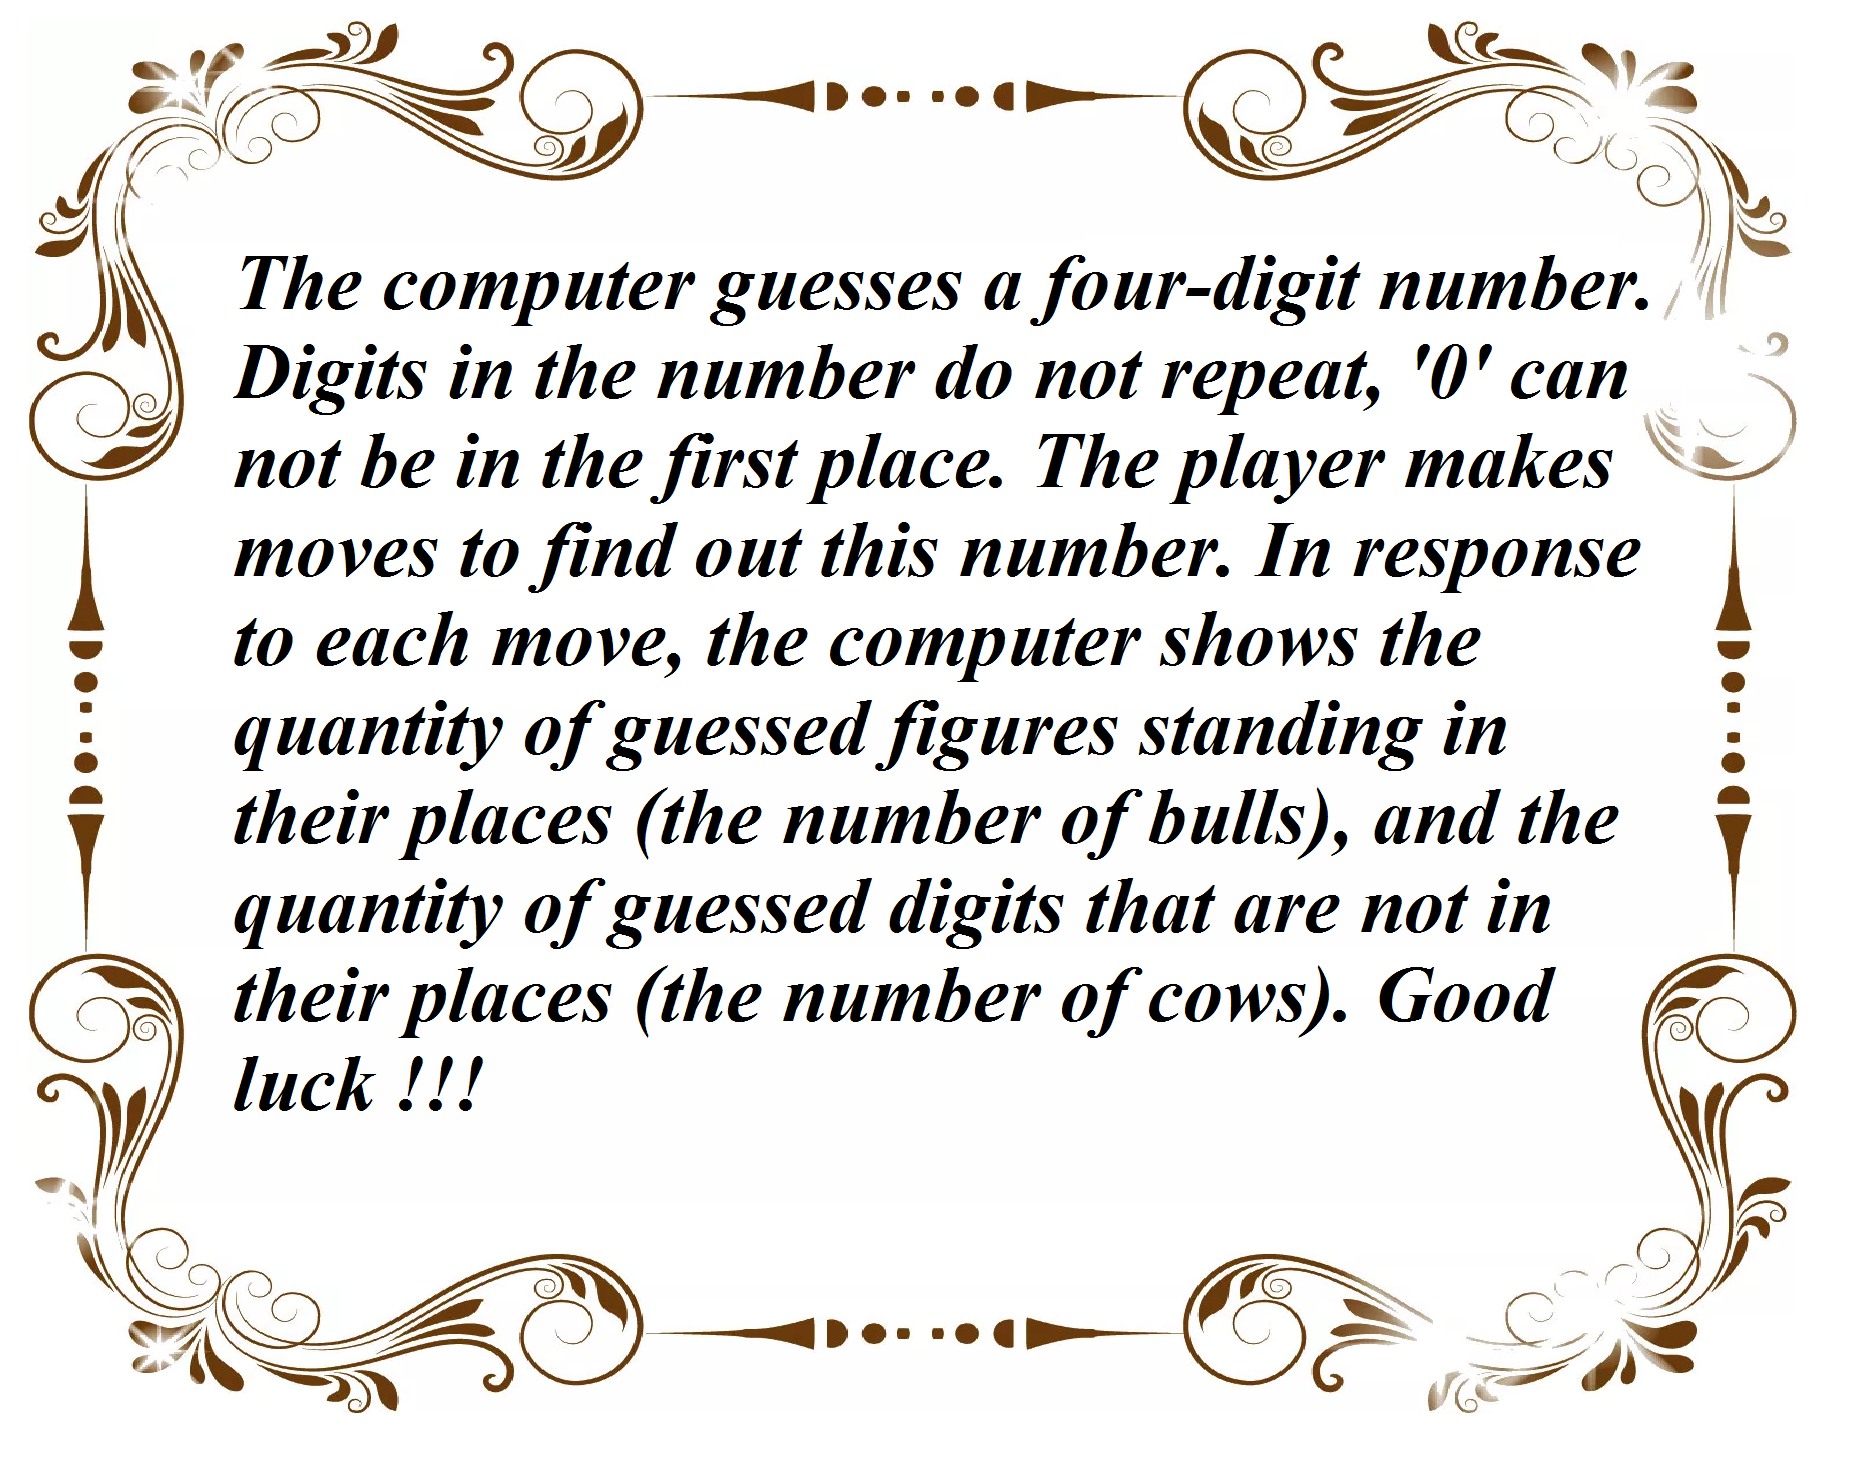 The computer guesses a four-digit number.
Digits in the number do not repeat, '0' can
not be in the first place. The player makes
moves to find out this number. In response
to each move, the computer shows the
quantity of guessed figures standing in
their places (the number of bulls), and the
quantity of guessed digits that are not in
their places (the number of cows). Good
luck !!!